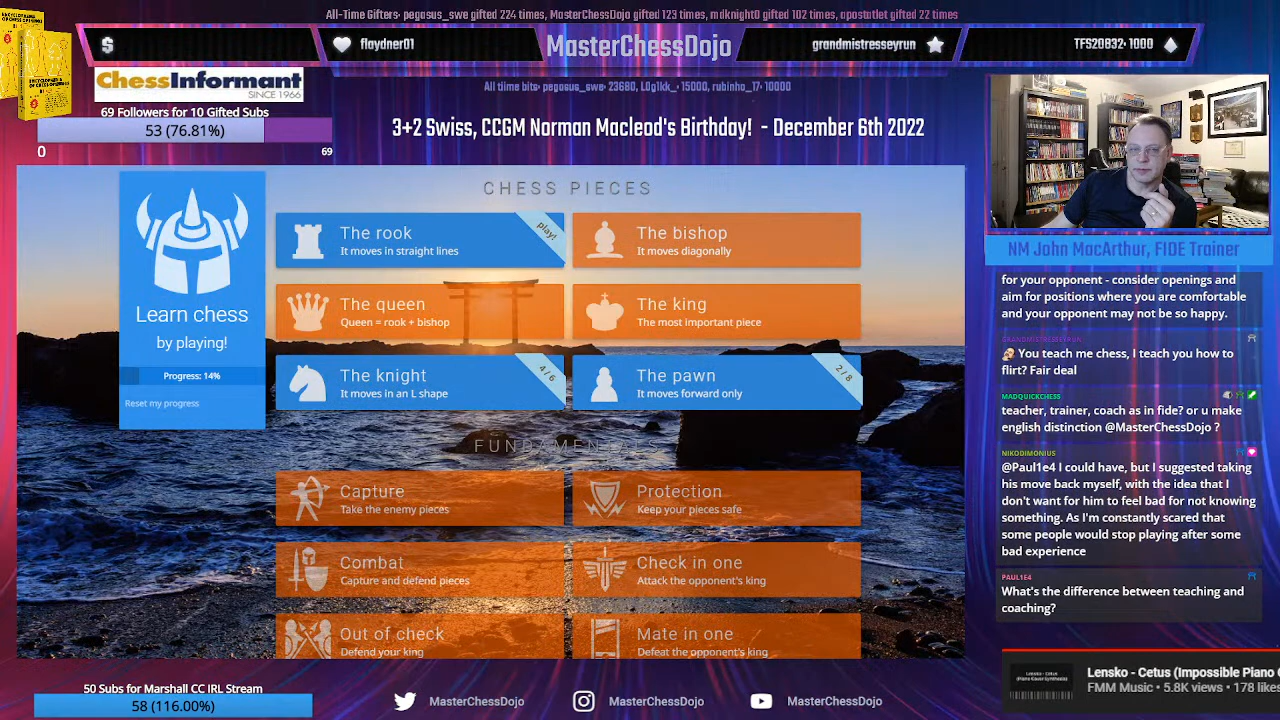 All-Time Gifters• pegasus_swe gifted 224 times, MasterChessDojo gifted 123 times, mdknight0 gifted 102 times, apostatlet gifted 22 times
$
flaydner01
MasterChessDojo
grandmistresseyrun
TFS20832• 1000
All tiime bits• pegosus_swe• 23680, L0g1kk_• 15000, rubinho_17• 10000
ChessInformant
SINCE 1966
69 Followers for 10 Gifted Subs
53 (76.81%)
0
69
3+2 Swiss, CCGM Norman Macleod's Birthday! - December 6th 2022
CHESS PIECES
The rook
It moves in straight lines
play!
The bishop
It moves diagonally
The queen
Queen = rook + bishop
The king
The most important piece
The knight
It moves in an L shape
4/6
The pawn
It moves forward only
2/8
Learn chess
by playing!
Progress: 14%
Reset my progress
FUNDAMENTALS
Capture
Take the enemy pieces
Protection
Keep your pieces safe
Combat
Capture and defend pieces
Check in one
Attack the opponent's king
Out of check
Defend your king
Mate in one
Defeat the opponent's king
NM John MacArthur, FIDE Trainer
for your opponent - consider openings and
aim for positions where you are comfortable
and your opponent may not be so happy.
GRANDMISTRESSEYRUN
You teach me chess, I teach you how to
flirt? Fair deal
MADQUICKCHESS
teacher, trainer, coach as in fide? or u make
english distinction @MasterChessDojo ?
NIKODIMONIUS
@Paul1e4 I could have, but I suggested taking
his move back myself, with the idea that I
don't want for him to feel bad for not knowing
something. As I'm constantly scared that
some people would stop playing after some
bad experience
PAUL1E4
What's the difference between teaching and
coaching?
Lensko - Cetus (Impossible Piano
FMM Music • 5.8K views • 178 likes
50 Subs for Marshall CC IRL Stream
58 (116.00%)
MasterChessDojo
MasterChessDojo
MasterChessDojo